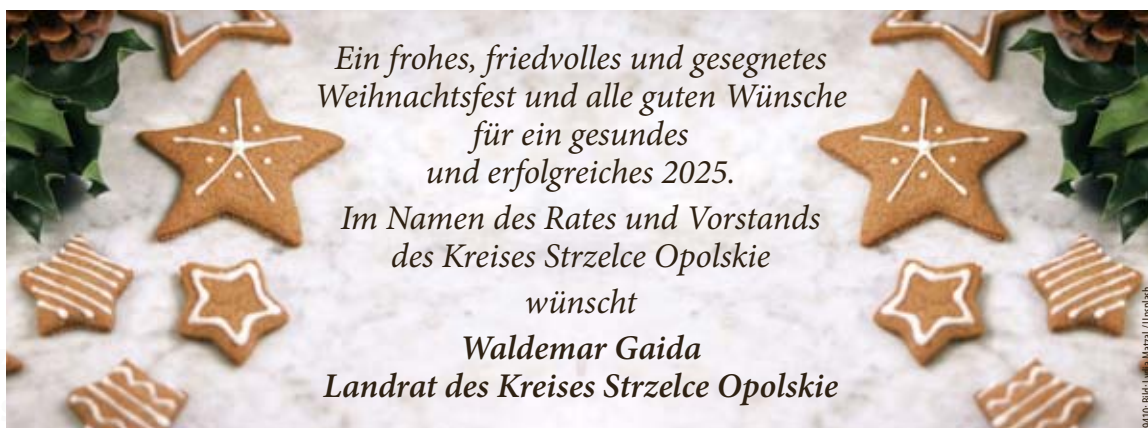 Ein frohes, friedvolles und gesegnetes
Weihnachtsfest und alle guten Wünsche
für ein gesundes
und erfolgreiches 2025.
Im Namen des Rates und Vorstands
des Kreises Strzelce Opolskie
wünscht
Waldemar Gaida
Landrat des Kreises Strzelce Opolskie